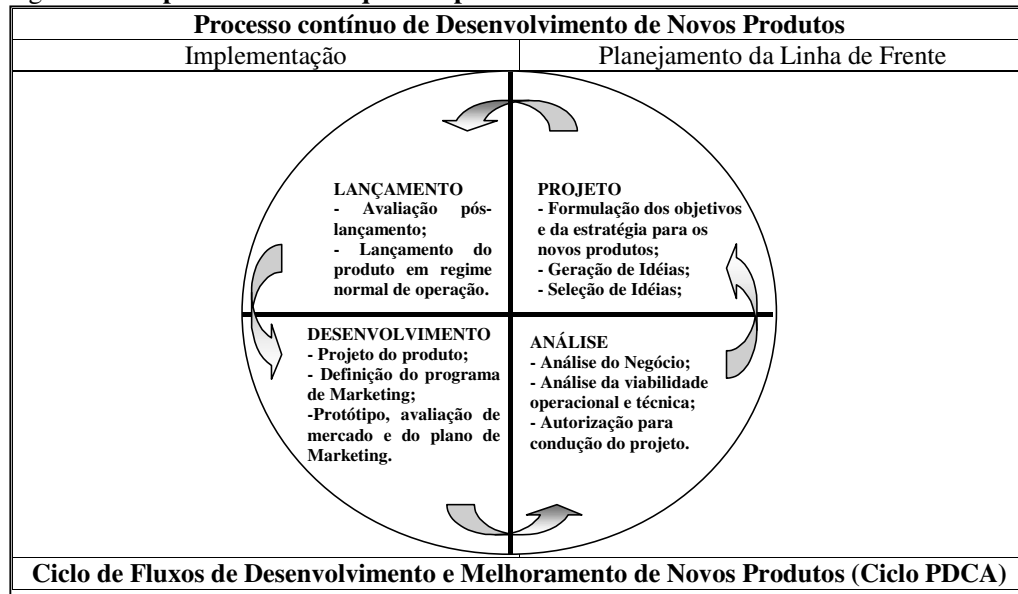 Processo contínuo de Desenvolvimento de Novos Produtos
Implementação
Planejamento da Linha de Frente
LANÇAMENTO
- Avaliação pós-
lançamento;
- Lançamento do
produto em regime
normal de operação.
PROJETO
- Formulação dos objetivos
e da estratégia para os
novos produtos;
- Geração de Idéias;
- Seleção de Idéias;
DESENVOLVIMENTO
- Projeto do produto;
- Definição do programa
de Marketing;
-Protótipo, avaliação de
mercado e do plano de
Marketing.
ANÁLISE
- Análise do Negócio;
- Análise da viabilidade
operacional e técnica;
- Autorização para
condução do projeto.
Ciclo de Fluxos de Desenvolvimento e Melhoramento de Novos Produtos (Ciclo PDCA)